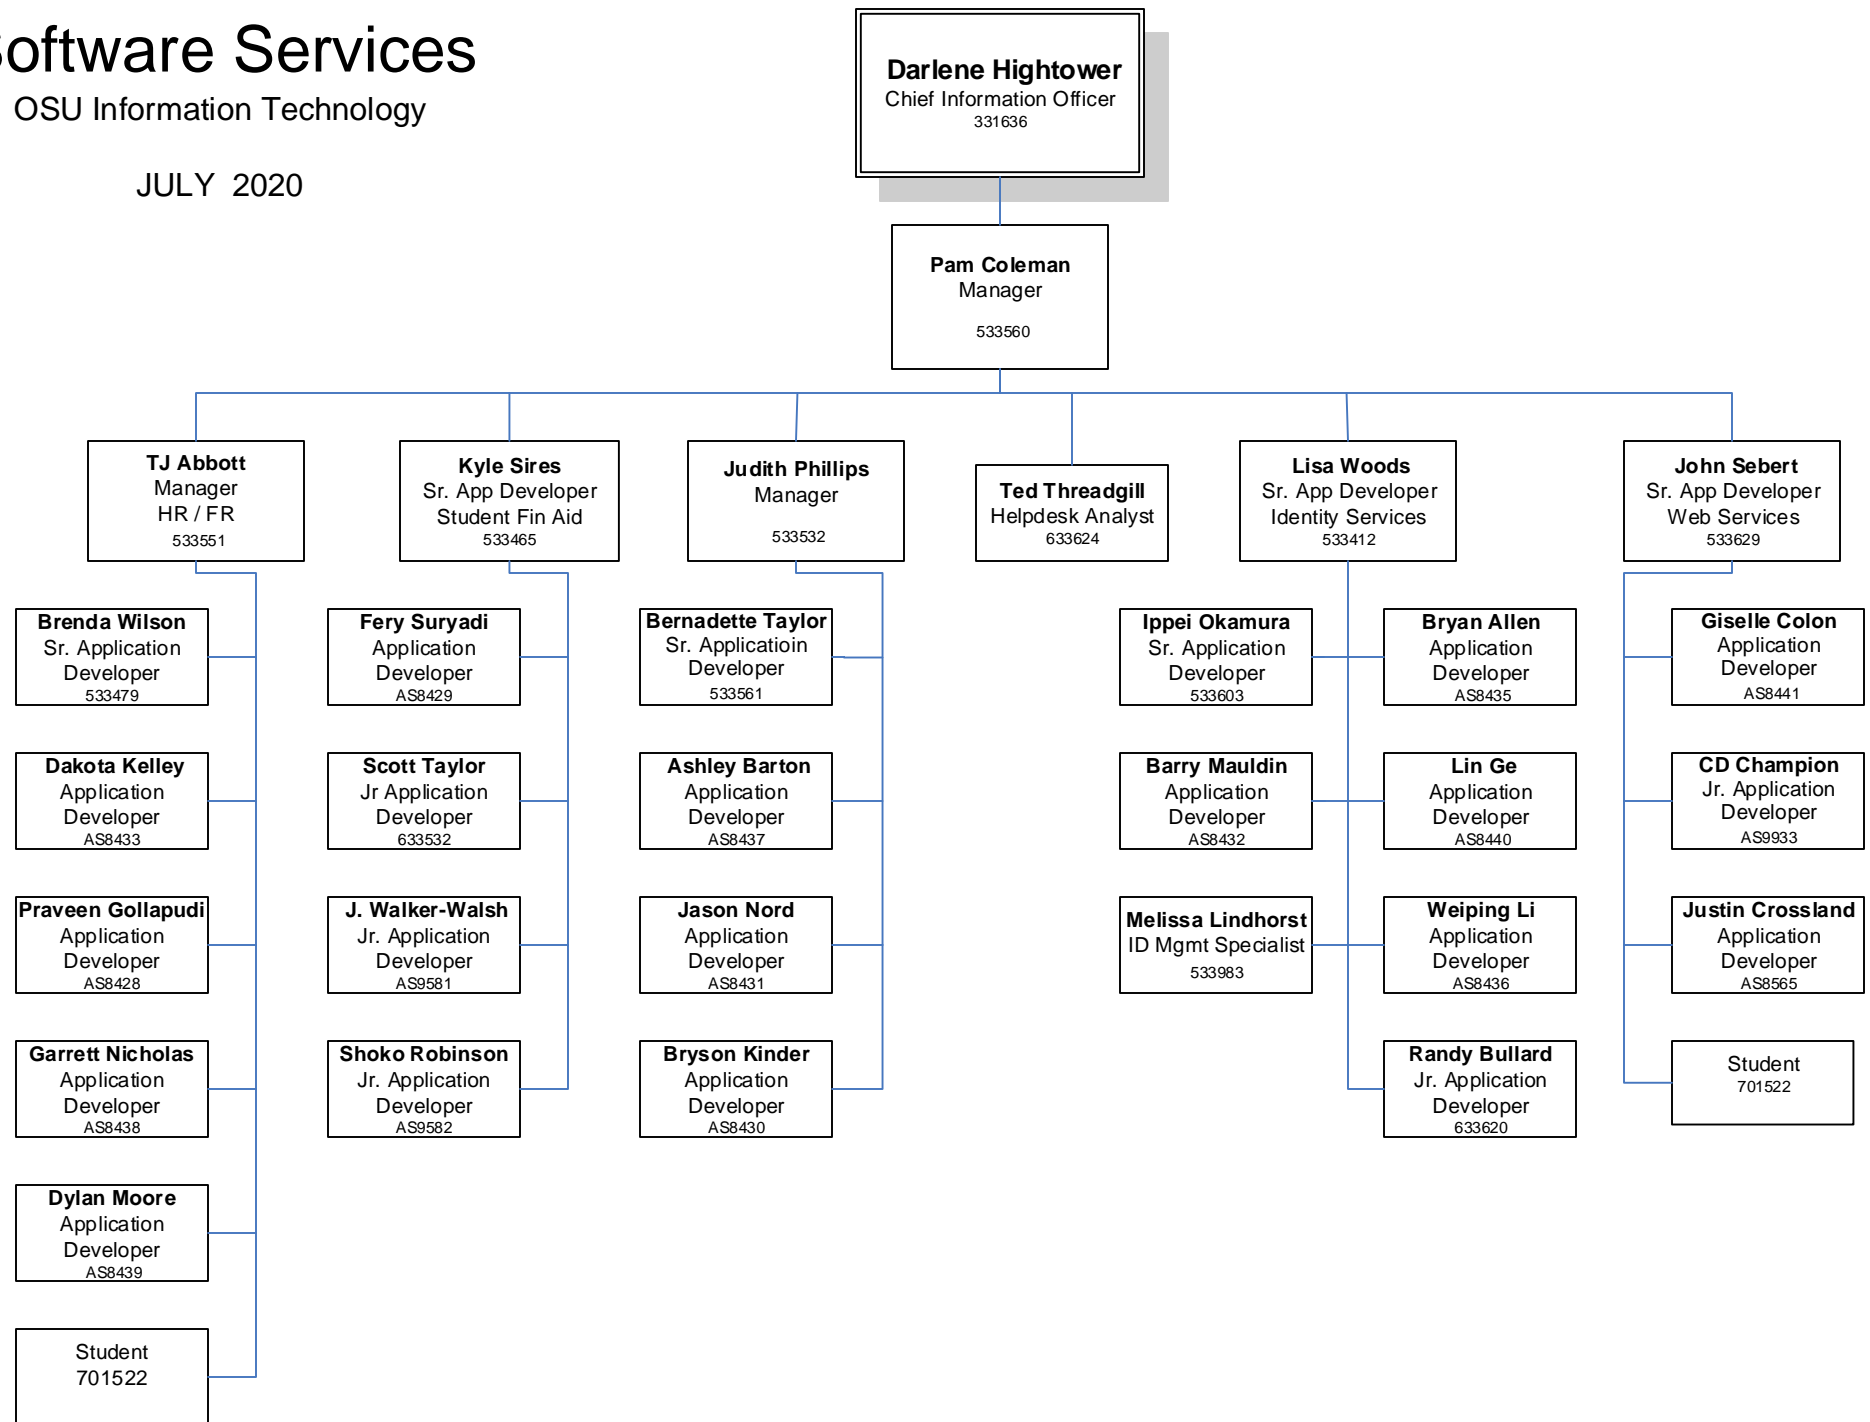 Software Services
OSU Information Technology
JULY 2020
Darlene Hightower
Chief Information Officer
331636
Pam Coleman
Manager
533560
TJ Abbott
Manager
HR / FR
533551
Kyle Sires
Sr. App Developer
Student Fin Aid
533465
Judith Phillips
Manager
533532
Ted Threadgill
Helpdesk Analyst
633624
Lisa Woods
Sr. App Developer
Identity Services
533412
John Sebert
Sr. App Developer
Web Services
533629
Brenda Wilson
Sr. Application
Developer
533479
Fery Suryadi
Application
Developer
AS8429
Bernadette Taylor
Sr. Applicatioin
Developer
533561
Ippei Okamura
Sr. Application
Developer
533603
Bryan Allen
Application
Developer
AS8435
Giselle Colon
Application
Developer
AS8441
Dakota Kelley
Application
Developer
AS8433
Scott Taylor
Jr Application
Developer
633532
Ashley Barton
Application
Developer
AS8437
Barry Mauldin
Application
Developer
AS8432
Lin Ge
Application
Developer
AS8440
CD Champion
Jr. Application
Developer
AS9933
Praveen Gollapudi
Application
Developer
AS8428
J. Walker-Walsh
Jr. Application
Developer
AS9581
Jason Nord
Application
Developer
AS8431
Melissa Lindhorst
ID Mgmt Specialist
533983
Weiping Li
Application
Developer
AS8436
Justin Crossland
Application
Developer
AS8565
Garrett Nicholas
Application
Developer
AS8438
Shoko Robinson
Jr. Application
Developer
AS9582
Bryson Kinder
Application
Developer
AS8430
Randy Bullard
Jr. Application
Developer
633620
Student
701522
Dylan Moore
Application
Developer
AS8439
Student
701522